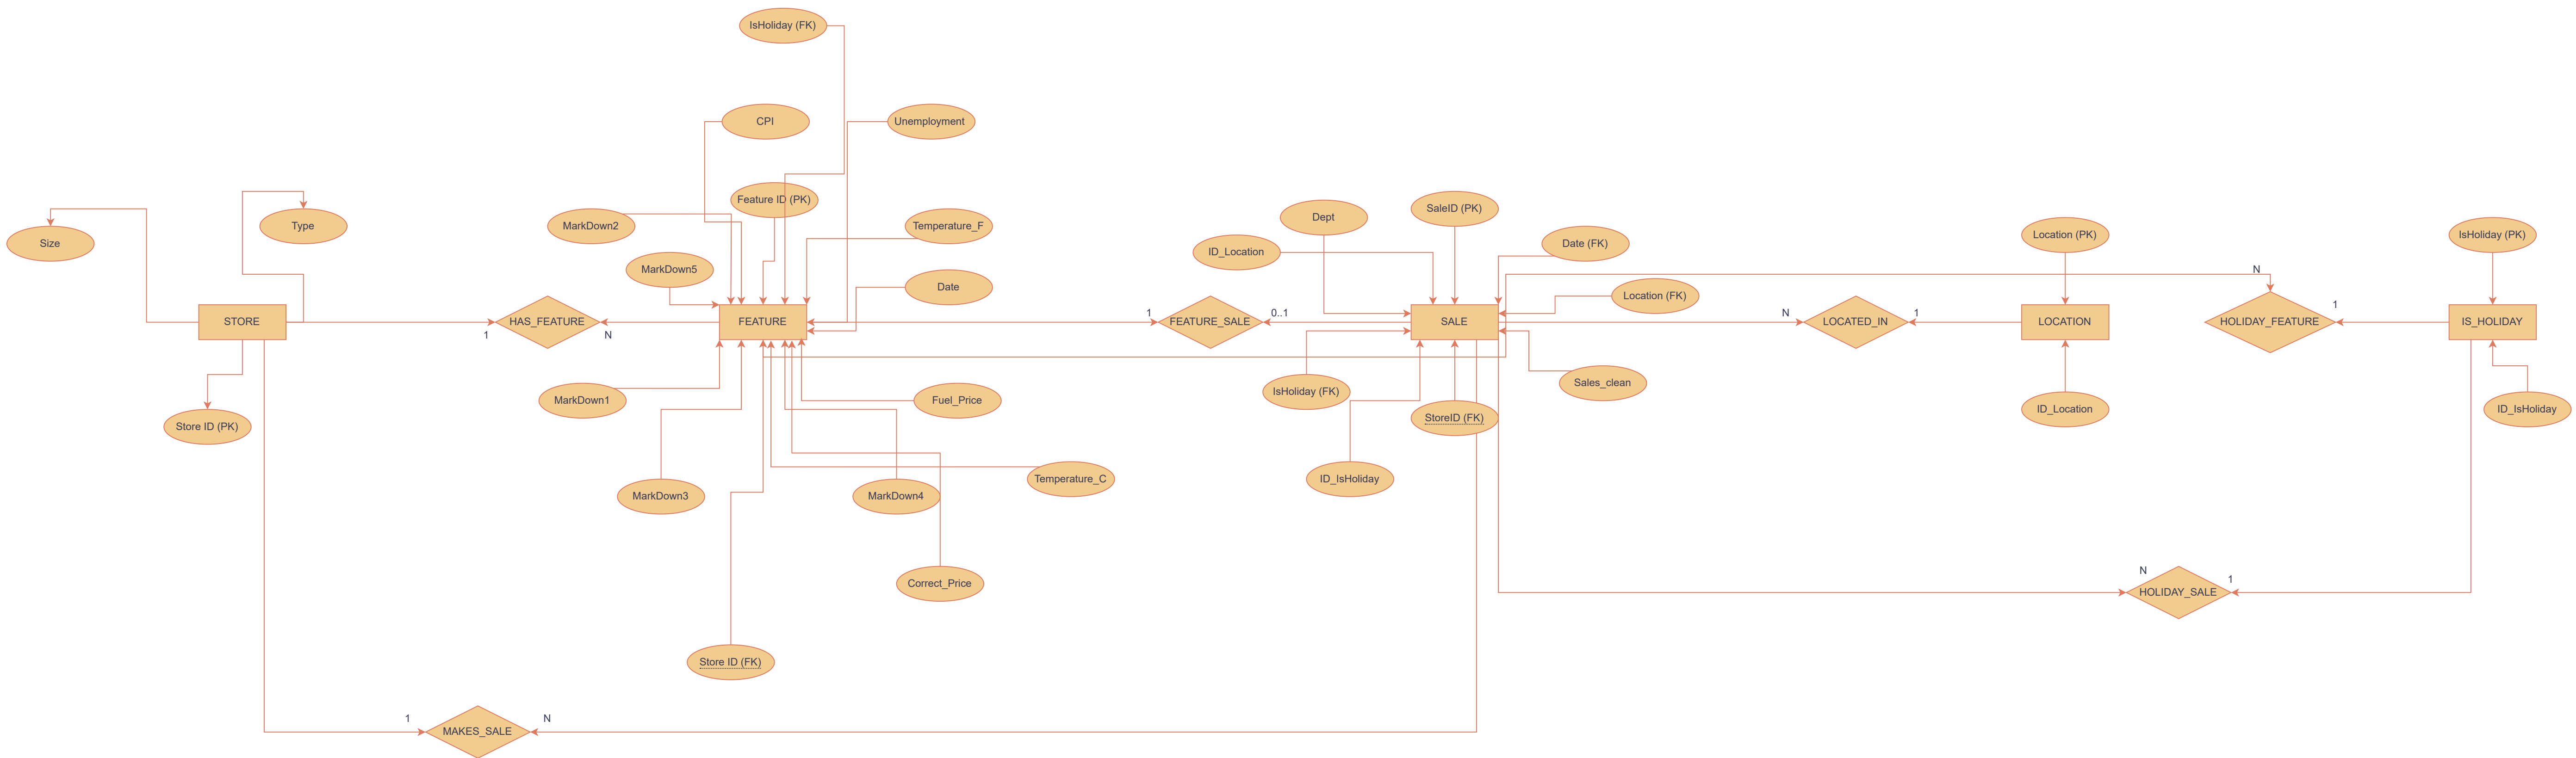 IsHoliday (FK)
CPI
Unemployment
Feature ID (PK)
Type
MarkDown2
Temperature_F
Size
MarkDown5
Date
Dept
SaleID (PK)
ID_Location
Date (FK)
Location (PK)
IsHoliday (PK)
Location (FK)
N
STORE
HAS_FEATURE
FEATURE
1
FEATURE_SALE
0..1
SALE
N
LOCATED_IN
1
LOCATION
HOLIDAY_FEATURE
1
IS_HOLIDAY
1
N
MarkDown1
Fuel_Price
IsHoliday (FK)
Sales_clean
Store ID (PK)
StoreID (FK)
ID_Location
ID_IsHoliday
MarkDown3
MarkDown4
Temperature_C
ID_IsHoliday
Correct_Price
N
HOLIDAY_SALE
1
Store ID (FK)
1
MAKES_SALE
N